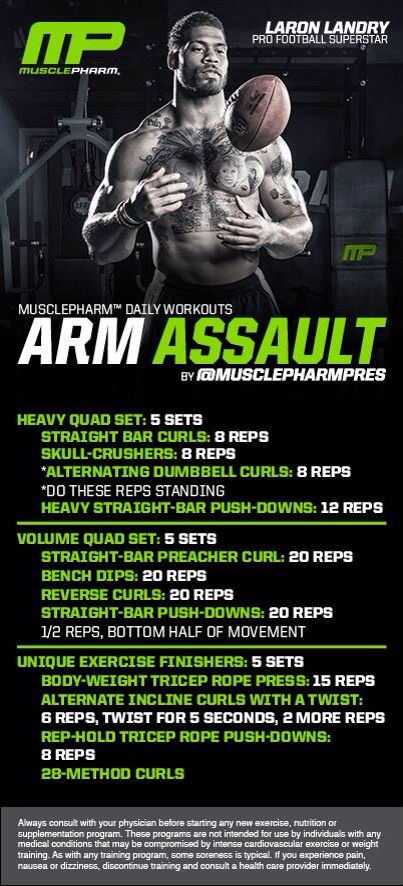 LARON LANDRY
PRO FOOTBALL SUPERSTAR
MP
MUSCLEPHARM®
MP
MUSCLEPHARM™ DAILY WORKOUTS
ARM ASSAULT
BY @MUSCLEPHARMPRES
HEAVY QUAD SET: 5 SETS
STRAIGHT BAR CURLS: 8 REPS
SKULL-CRUSHERS: 8 REPS
*ALTERNATING DUMBBELL CURLS: 8 REPS
*DO THESE REPS STANDING
HEAVY STRAIGHT-BAR PUSH-DOWNS: 12 REPS
VOLUME QUAD SET: 5 SETS
STRAIGHT-BAR PREACHER CURL: 20 REPS
BENCH DIPS: 20 REPS
REVERSE CURLS: 20 REPS
STRAIGHT-BAR PUSH-DOWNS: 20 REPS
1/2 REPS, BOTTOM HALF OF MOVEMENT
UNIQUE EXERCISE FINISHERS: 5 SETS
BODY-WEIGHT TRICEP ROPE PRESS: 15 REPS
ALTERNATE INCLINE CURLS WITH A TWIST:
6 REPS, TWIST FOR 5 SECONDS, 2 MORE REPS
REP-HOLD TRICEP ROPE PUSH-DOWNS:
8 REPS
28-METHOD CURLS
Always consult with your physician before starting any new exercise, nutrition or
supplementation program. These programs are not intended for use by individuals with any
medical conditions that may be compromised by intense cardiovascular exercise or weight
training. As with any training program, some soreness is typical. If you experience pain,
nausea or dizziness, discontinue training and consult a health care provider immediately.